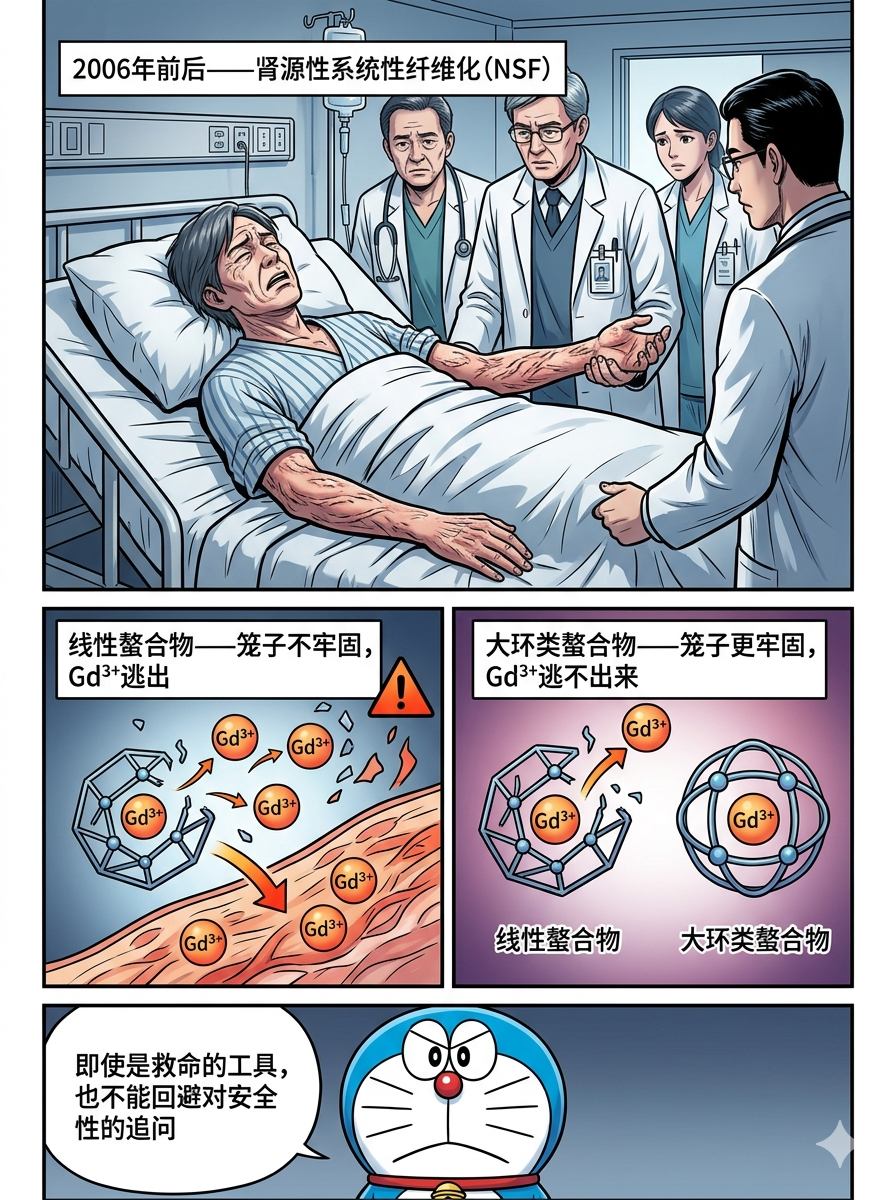 2006年前后——肾源性系统性纤维化(NSF)
线性螯合物——笼子不牢固，
Gd³⁺逃出
Gd³⁺
Gd³⁺
Gd³⁺
Gd³⁺
Gd³⁺
Gd³⁺
Gd³⁺
大环类螯合物——笼子更牢固，
Gd³⁺逃不出来
Gd³⁺
Gd³⁺
Gd³⁺
线性螯合物
大环类螯合物
即使是救命的工具，
也不能回避对安全
性的追问